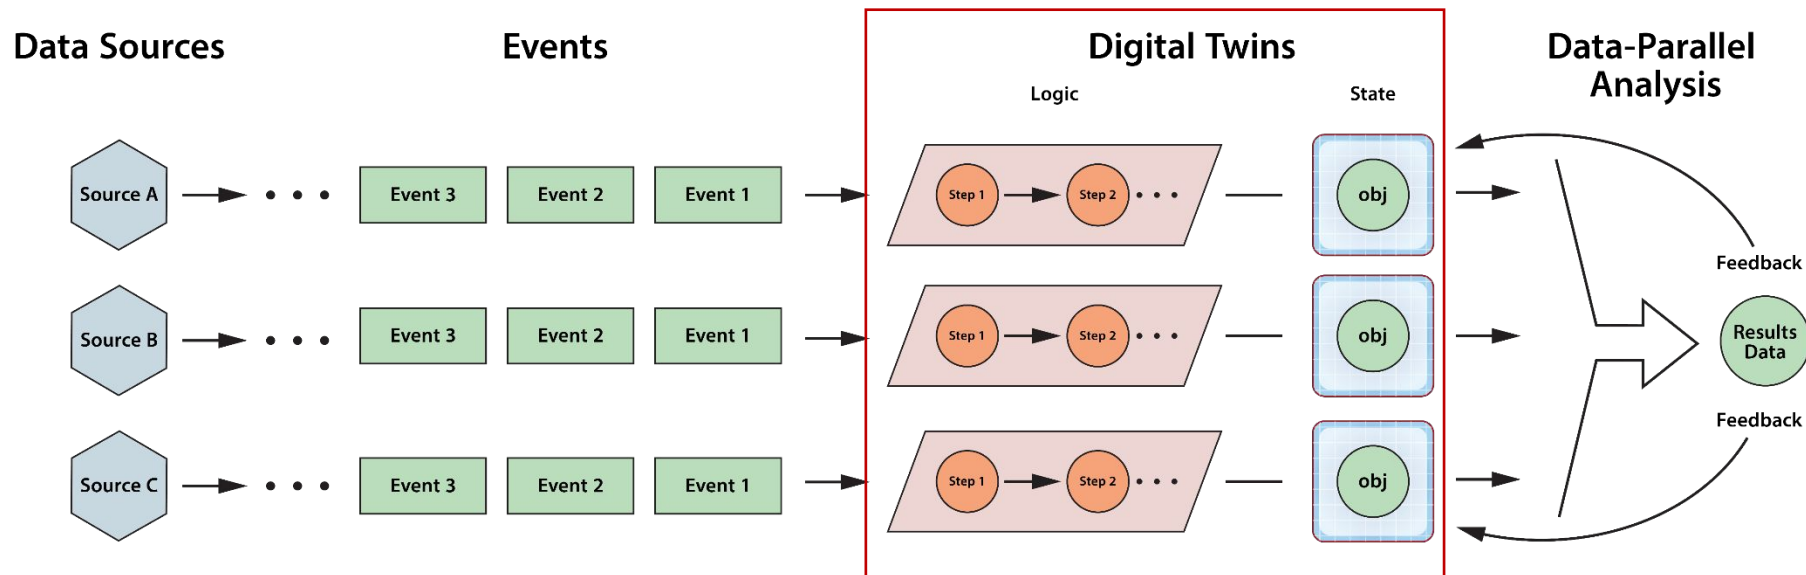 Data Sources
Events
Digital Twins
Data-Parallel
Analysis
Logic
State
Source A
Event 3
Event 2
Event 1
Step 1
Step 2
obj
Feedback
Source B
Event 3
Event 2
Event 1
Step 1
Step 2
obj
Results
Data
Feedback
Source C
Event 3
Event 2
Event 1
Step 1
Step 2
obj